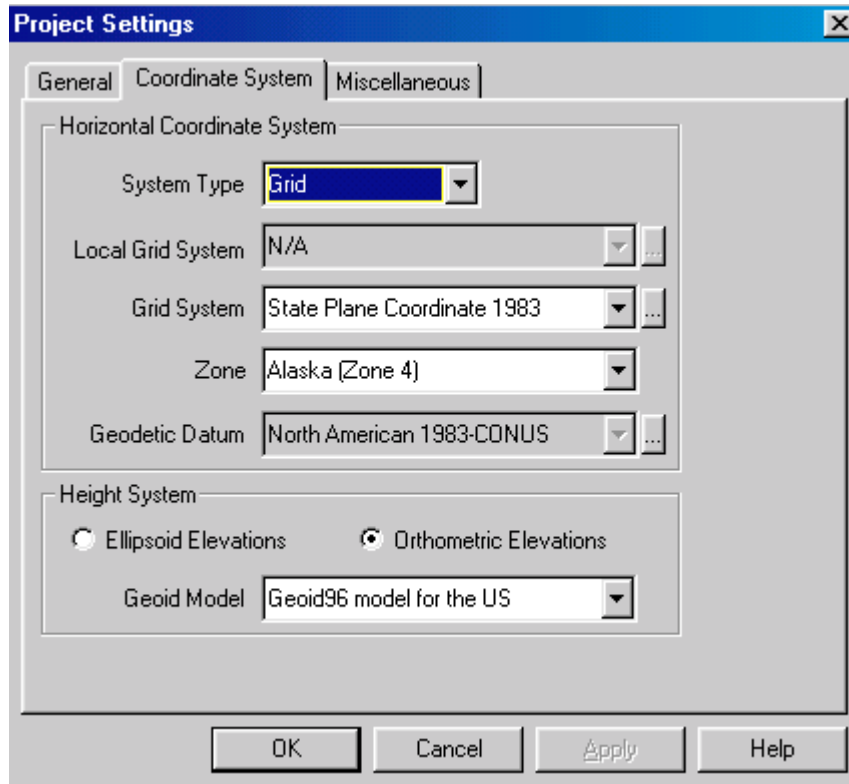 Project Settings
General Coordinate System Miscellaneous
Horizontal Coordinate System
System Type Grid
Local Grid System N/A ...
Grid System State Plane Coordinate 1983 ...
Zone Alaska (Zone 4)
Geodetic Datum North American 1983-CONUS ...
Height System
Ellipsoid Elevations Orthometric Elevations
Geoid Model Geoid96 model for the US
OK Cancel Apply Help